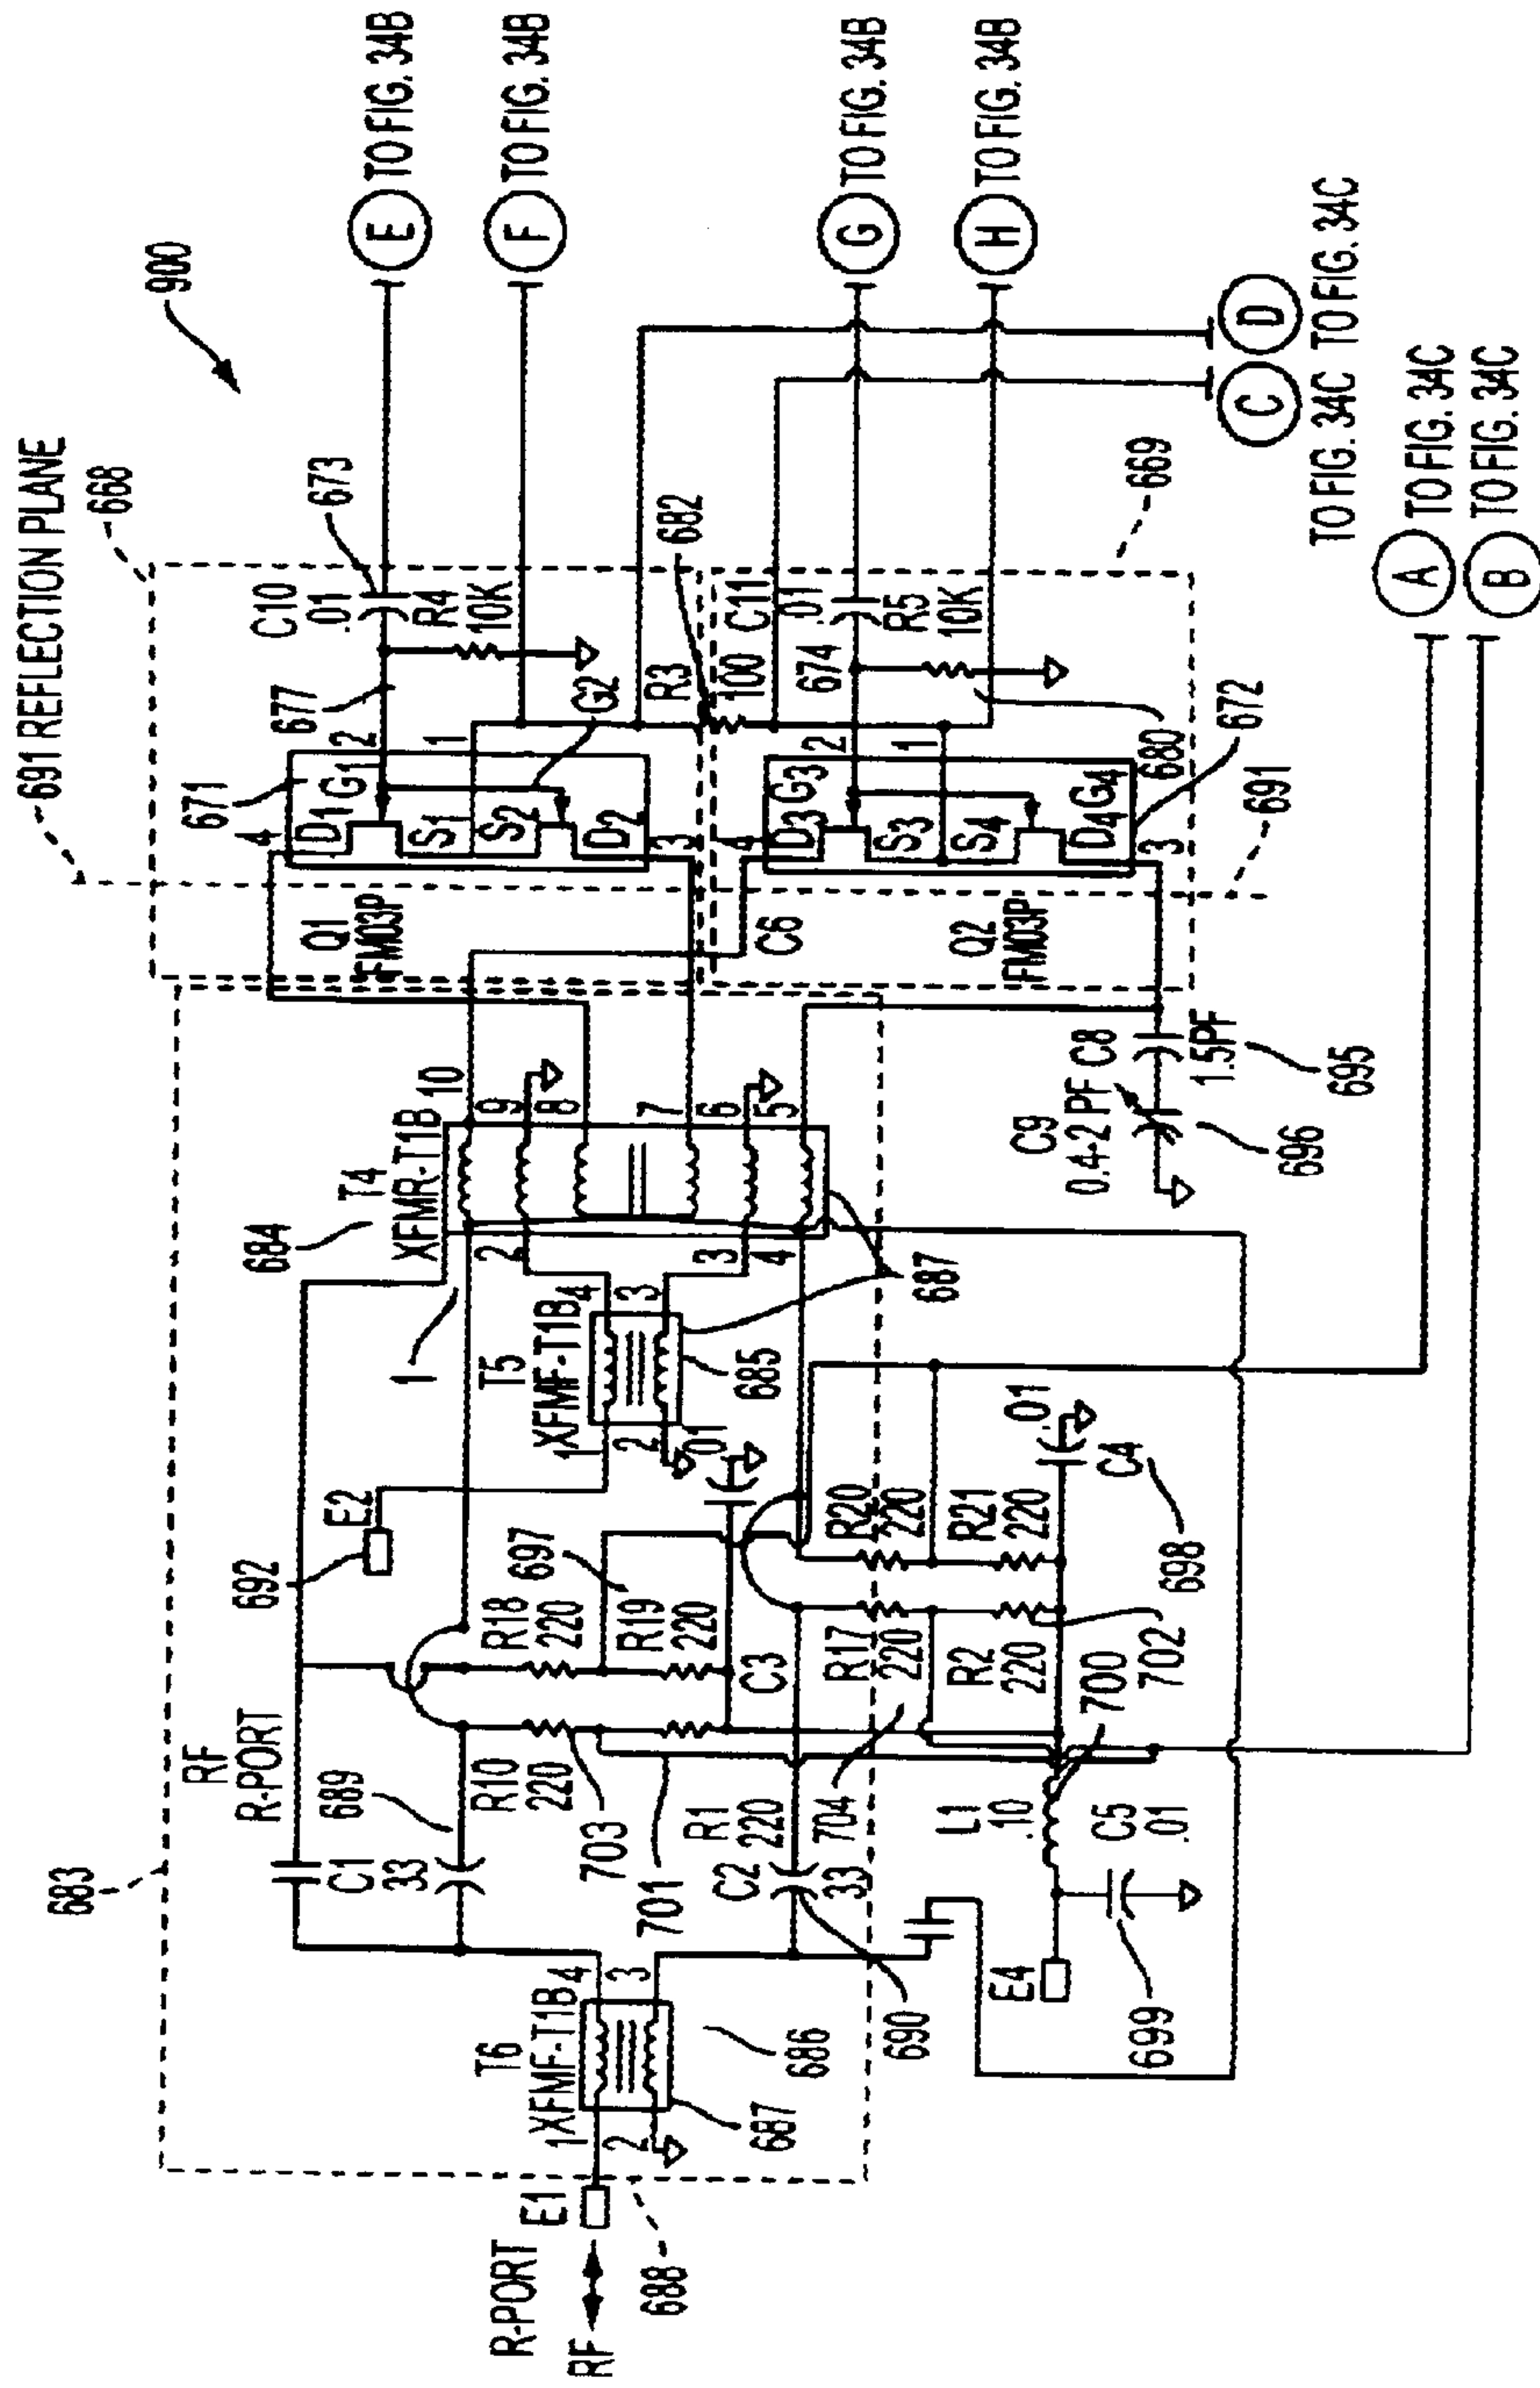 900
691 REFLECTION PLANE
668
673
677
C10
.01
R4
10K
E TO FIG. 34B
F TO FIG. 34B
G TO FIG. 34B
H TO FIG. 34B
D
TO FIG. 34C
C
TO FIG. 34C
A TO FIG. 34C
B TO FIG. 34C
671
4
D1
G1
2
1
S1
S2
D2
G2
3
Q1
FM03P
R3
100
682
C11
.01
R5
10K
674
669
4
D3
G3
2
1
S3
S4
D4
G4
3
680
672
691
C6
Q2
FM03P
C8
1.5PF
695
C9
0.4-2 PF
696
684
T4
XFMR-T1B
10
9
8
7
6
5
1
2
3
4
T5
XFMF-T1B
4
3
1
2
685
687
692
E2
.01
697
R18
220
R19
220
C3
R20
220
R21
220
.01
C4
698
R17
220
R2
220
702
700
704
RF
R-PORT
689
R10
220
703
701
R1
220
C1
33
C2
33
690
L1
.10
C5
.01
E4
699
683
T6
XFMF-T1B
4
3
1
2
686
687
E1
R-PORT
RF
688